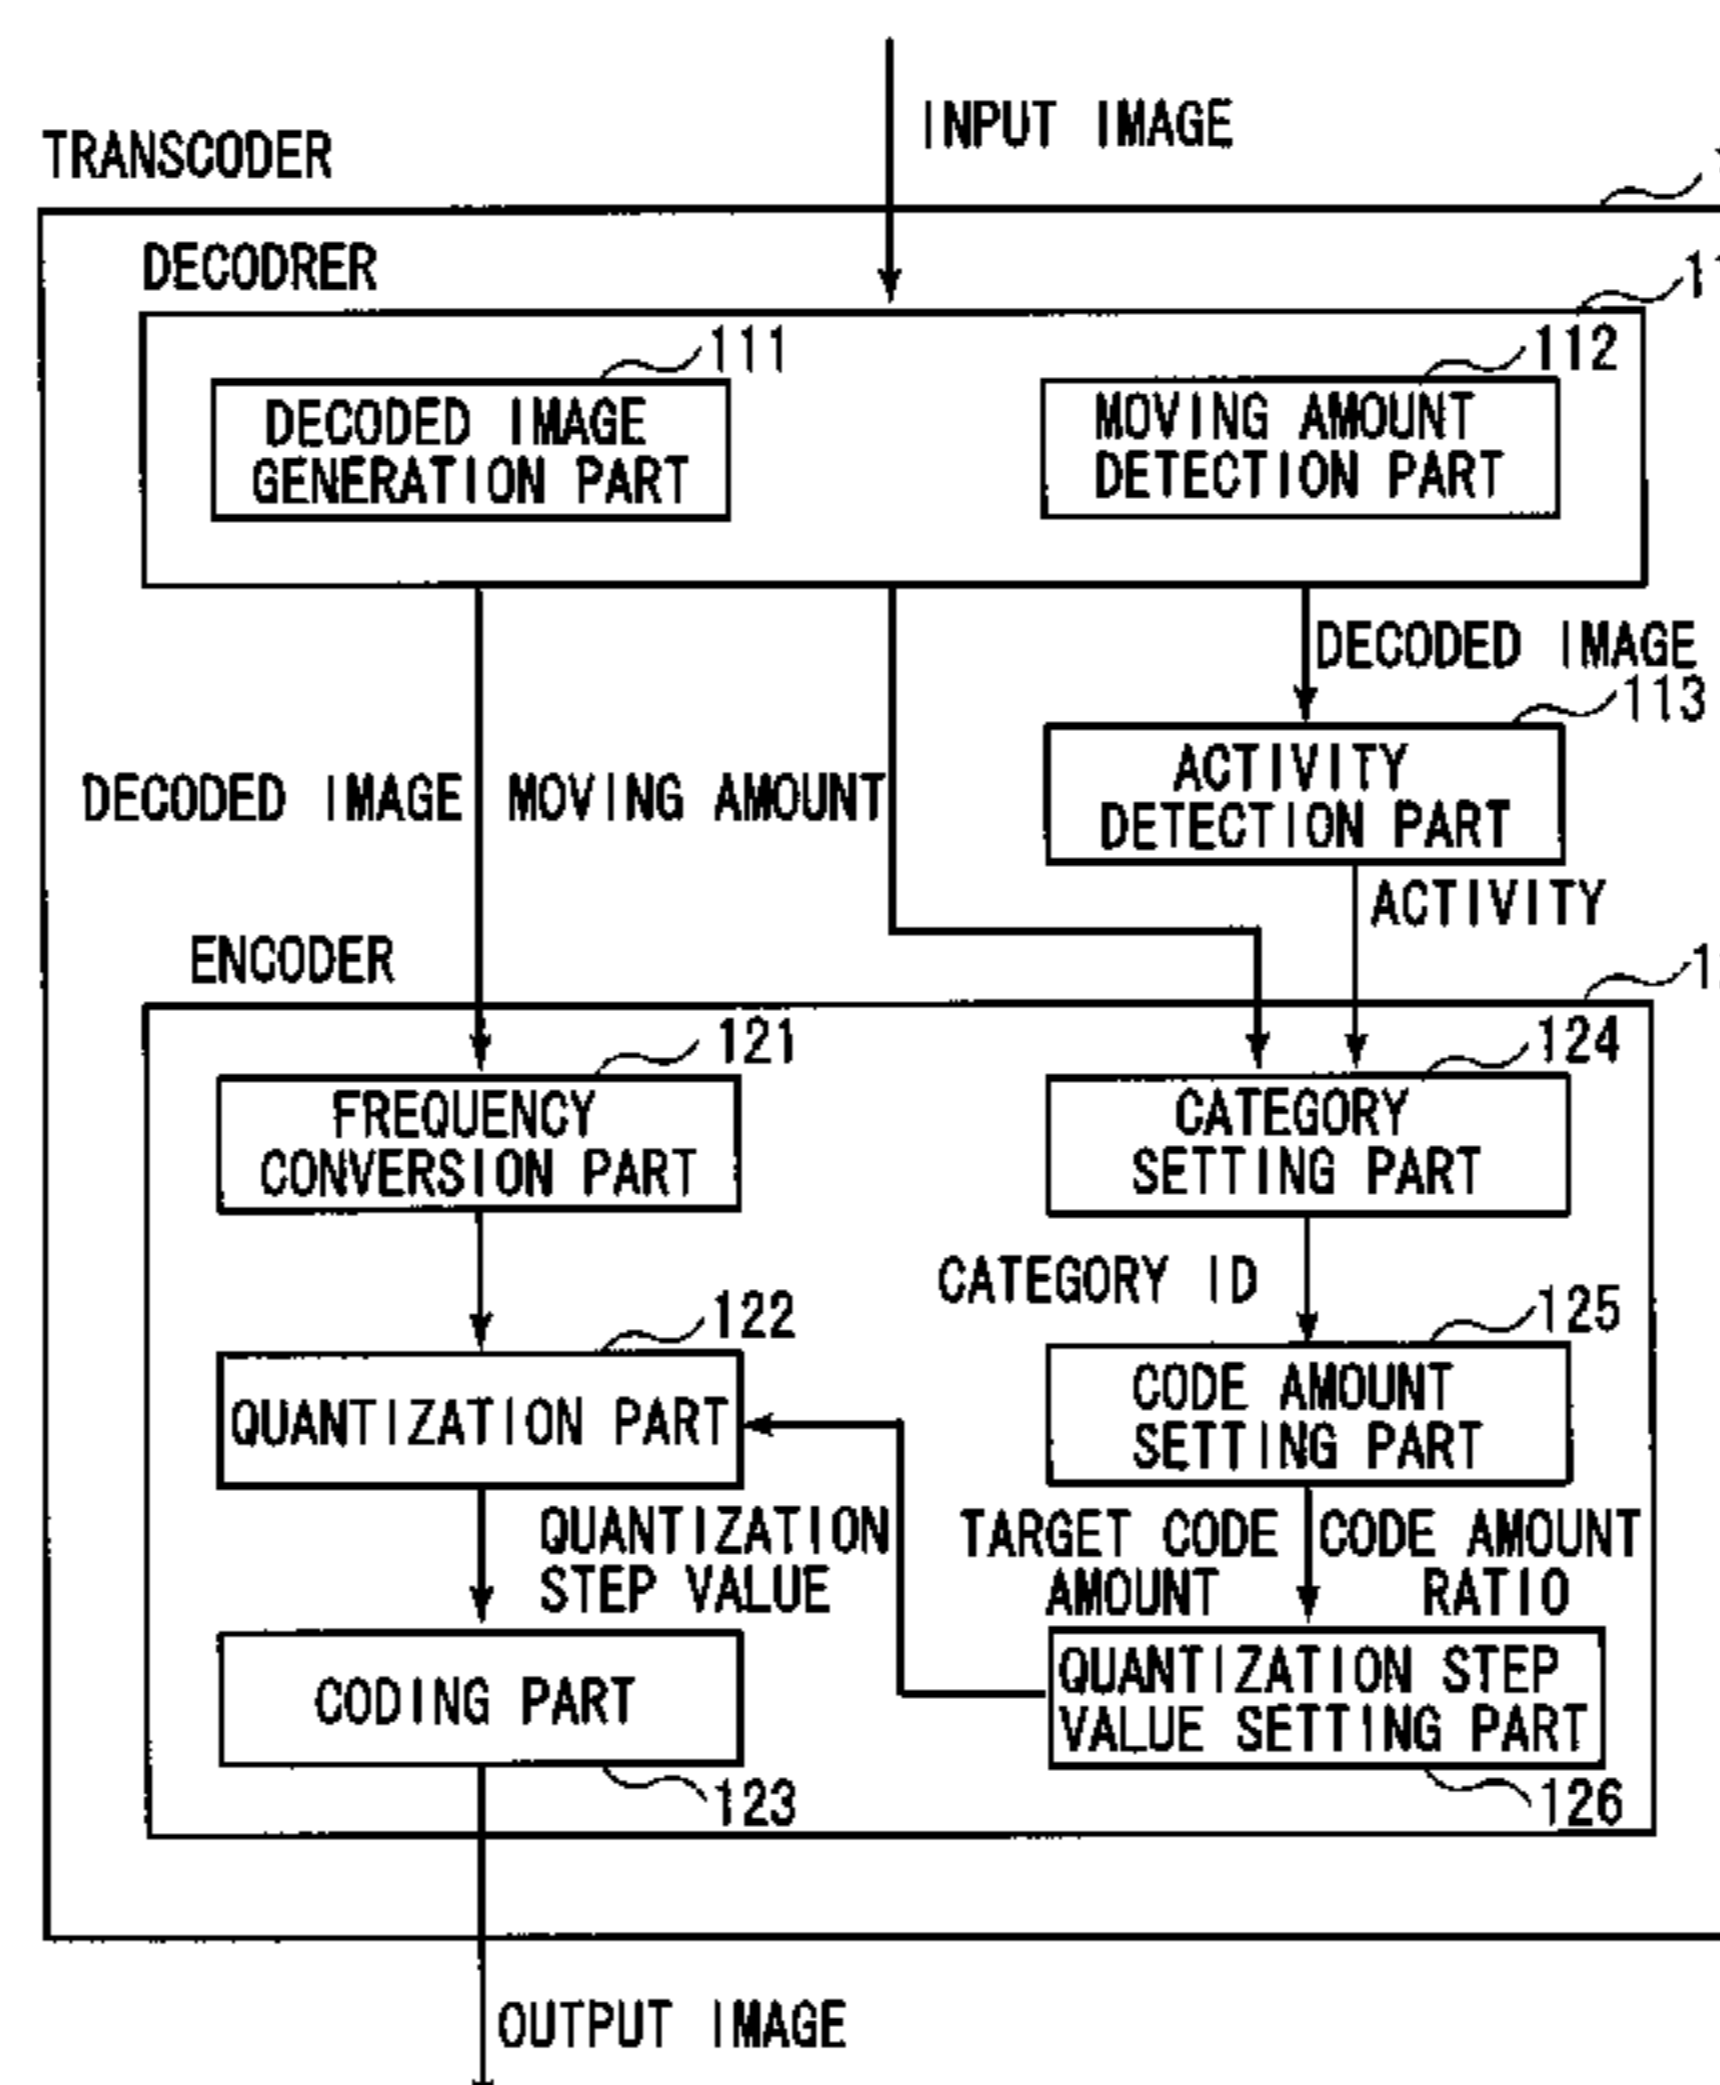 INPUT IMAGE
TRANSCODER
DECODRER
111
112
DECODED IMAGE
GENERATION PART
MOVING AMOUNT
DETECTION PART
DECODED IMAGE
113
ACTIVITY
DETECTION PART
DECODED IMAGE
MOVING AMOUNT
ACTIVITY
ENCODER
121
124
FREQUENCY
CONVERSION PART
CATEGORY
SETTING PART
CATEGORY ID
122
125
QUANTIZATION PART
CODE AMOUNT
SETTING PART
QUANTIZATION
STEP VALUE
TARGET CODE
AMOUNT
CODE AMOUNT
RATIO
CODING PART
QUANTIZATION STEP
VALUE SETTING PART
123
126
OUTPUT IMAGE